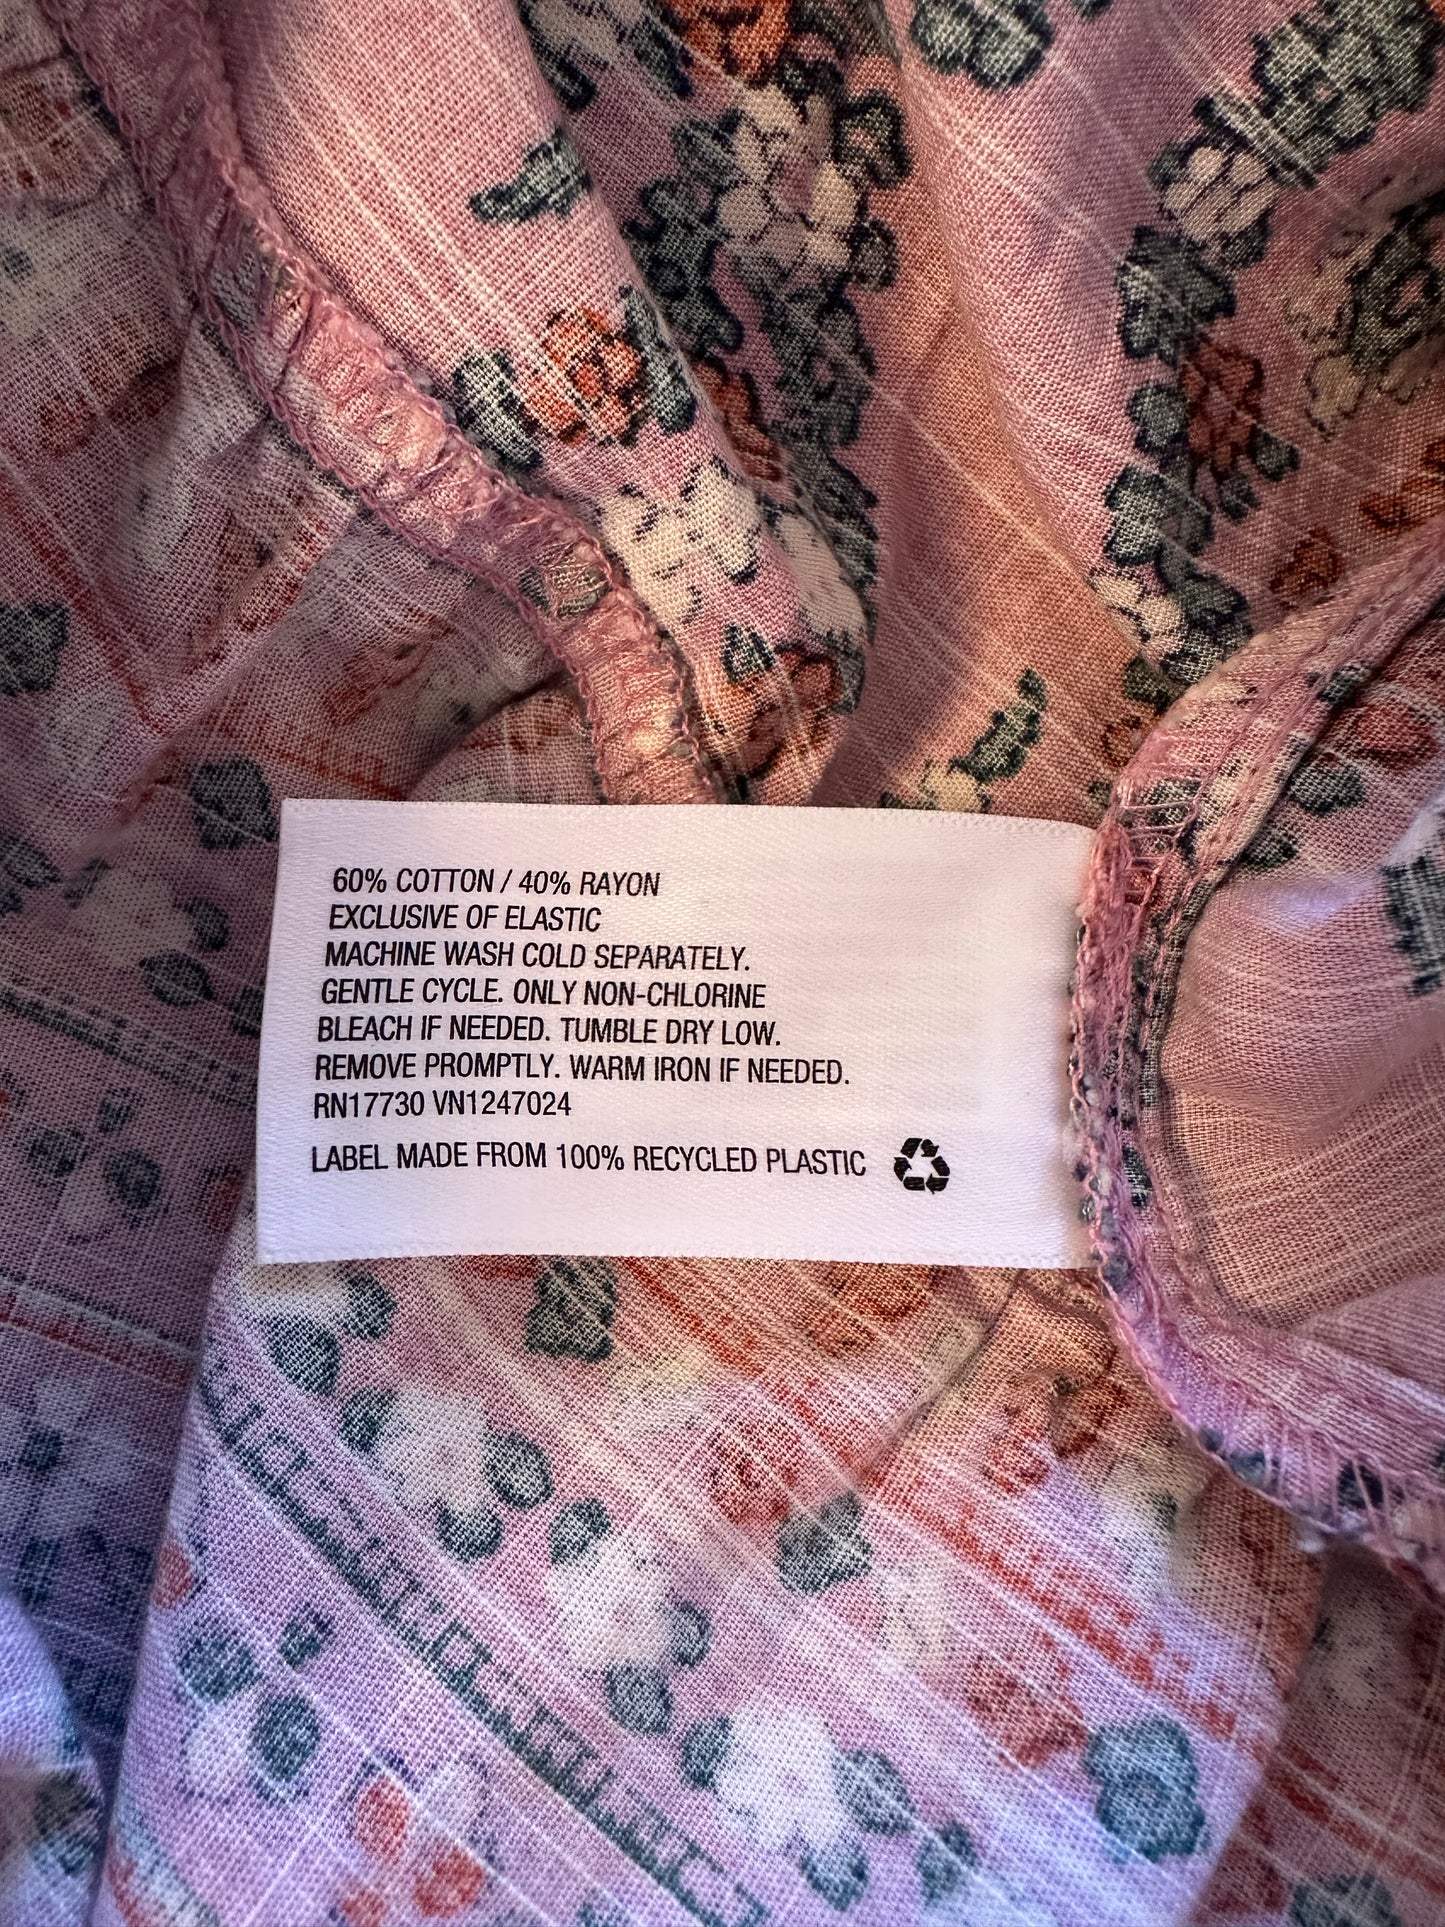 60% COTTON / 40% RAYON
EXCLUSIVE OF ELASTIC
MACHINE WASH COLD SEPARATELY.
GENTLE CYCLE. ONLY NON-CHLORINE
BLEACH IF NEEDED. TUMBLE DRY LOW.
REMOVE PROMPTLY. WARM IRON IF NEEDED.
RN17730 VN1247024
LABEL MADE FROM 100% RECYCLED PLASTIC